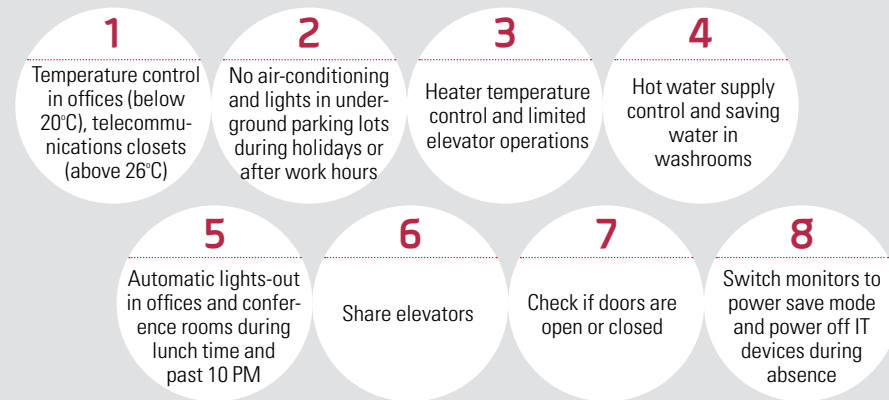 1
Temperature control
in offices (below
20°C), telecommu-
nications closets
(above 26°C)
2
No air-conditioning
and lights in under-
ground parking lots
during holidays or
after work hours
3
Heater temperature
control and limited
elevator operations
4
Hot water supply
control and saving
water in
washrooms
5
Automatic lights-out
in offices and confer-
ence rooms during
lunch time and
past 10 PM
6
Share elevators
7
Check if doors are
open or closed
8
Switch monitors to
power save mode
and power off IT
devices during
absence